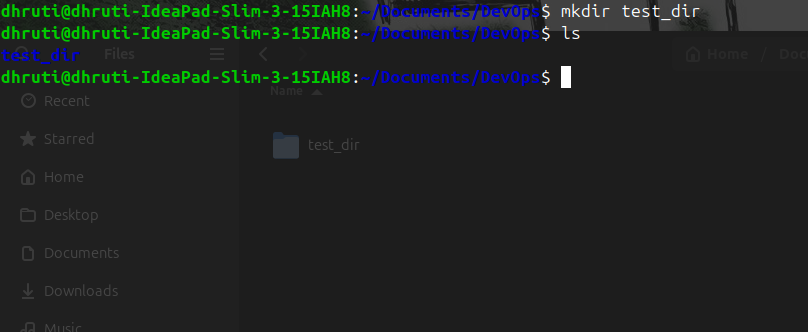 dhruti@dhruti-IdeaPad-Slim-3-15IAH8:~/Documents/DevOps$ mkdir test_dir
dhruti@dhruti-IdeaPad-Slim-3-15IAH8:~/Documents/DevOps$ ls
test_dir
dhruti@dhruti-IdeaPad-Slim-3-15IAH8:~/Documents/DevOps$
Files
Home / Docu
Name
Recent
Starred
test_dir
Home
Desktop
Documents
Downloads
Music